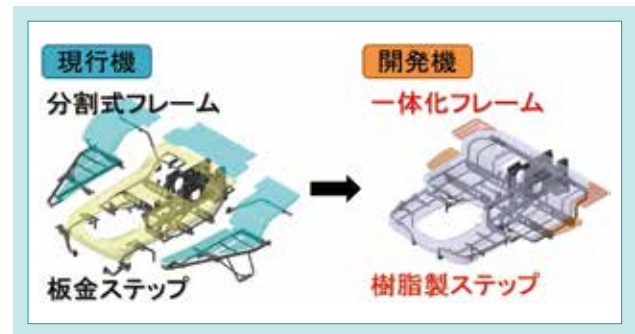 現行機
分割式フレーム
板金ステップ
開発機
一体化フレーム
樹脂製ステップ